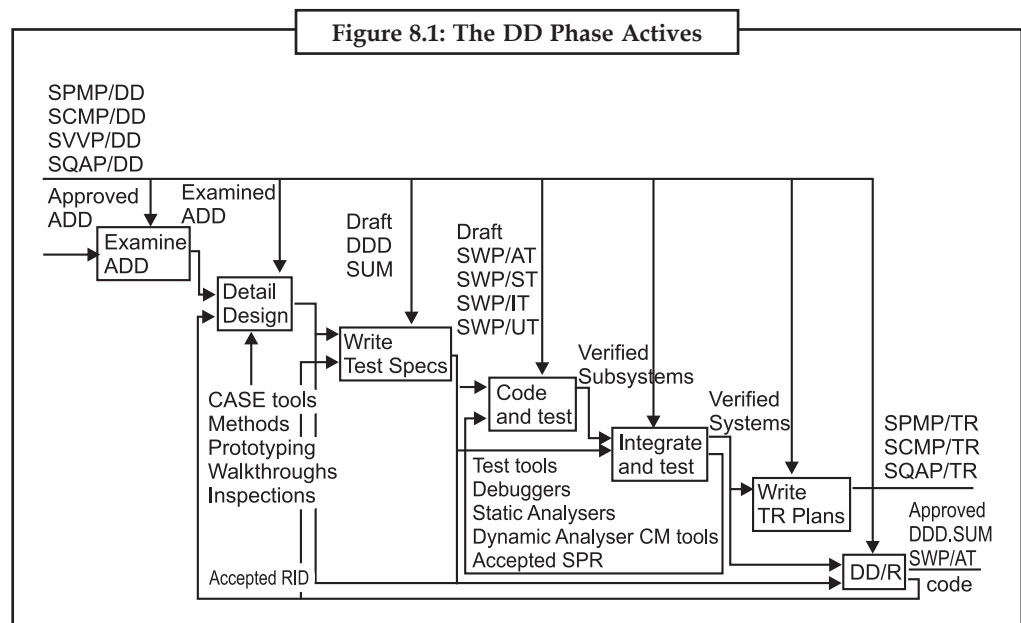 Figure 8.1: The DD Phase Actives
SPMP/DD
SCMP/DD
SVVP/DD
SQAP/DD
Approved
ADD
Examined
ADD
Examine
ADD
Draft
DDD
SUM
Draft
SWP/AT
SWP/ST
SWP/IT
SWP/UT
Detail
Design
Write
Test Specs
Verified
Subsystems
Code
and test
Verified
Systems
CASE tools
Methods
Prototyping
Walkthroughs
Inspections
Integrate
and test
SPMP/TR
SCMP/TR
SQAP/TR
Test tools
Debuggers
Static Analysers
Dynamic Analyser CM tools
Accepted SPR
Write
TR Plans
Approved
DDD.SUM
SWP/AT
code
DD/R
Accepted RID